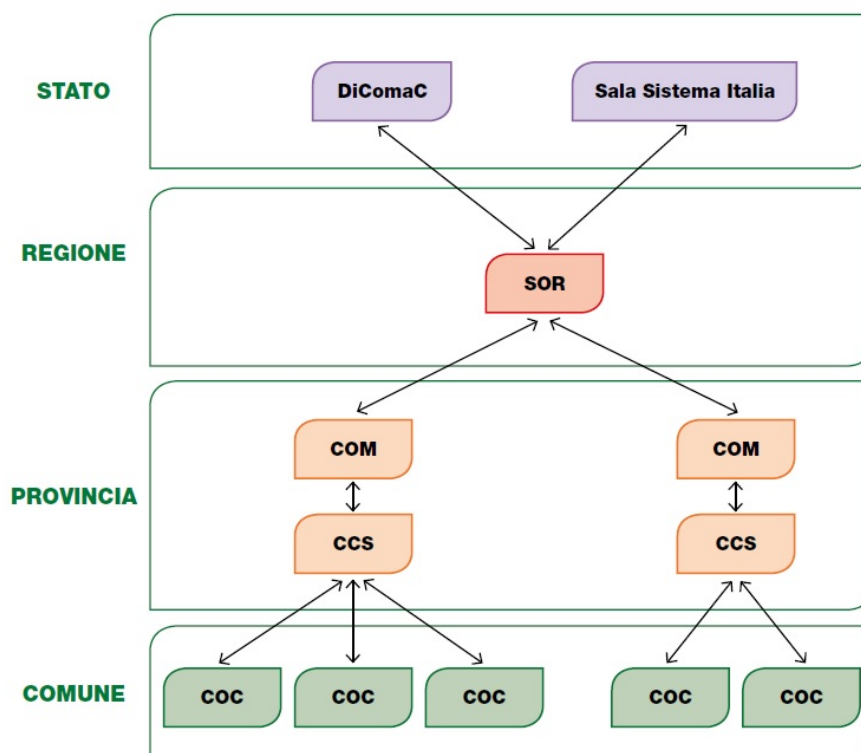 STATO
DiComaC
Sala Sistema Italia
REGIONE
SOR
PROVINCIA
COM
COM
CCS
CCS
COMUNE
COC
COC
COC
COC
COC